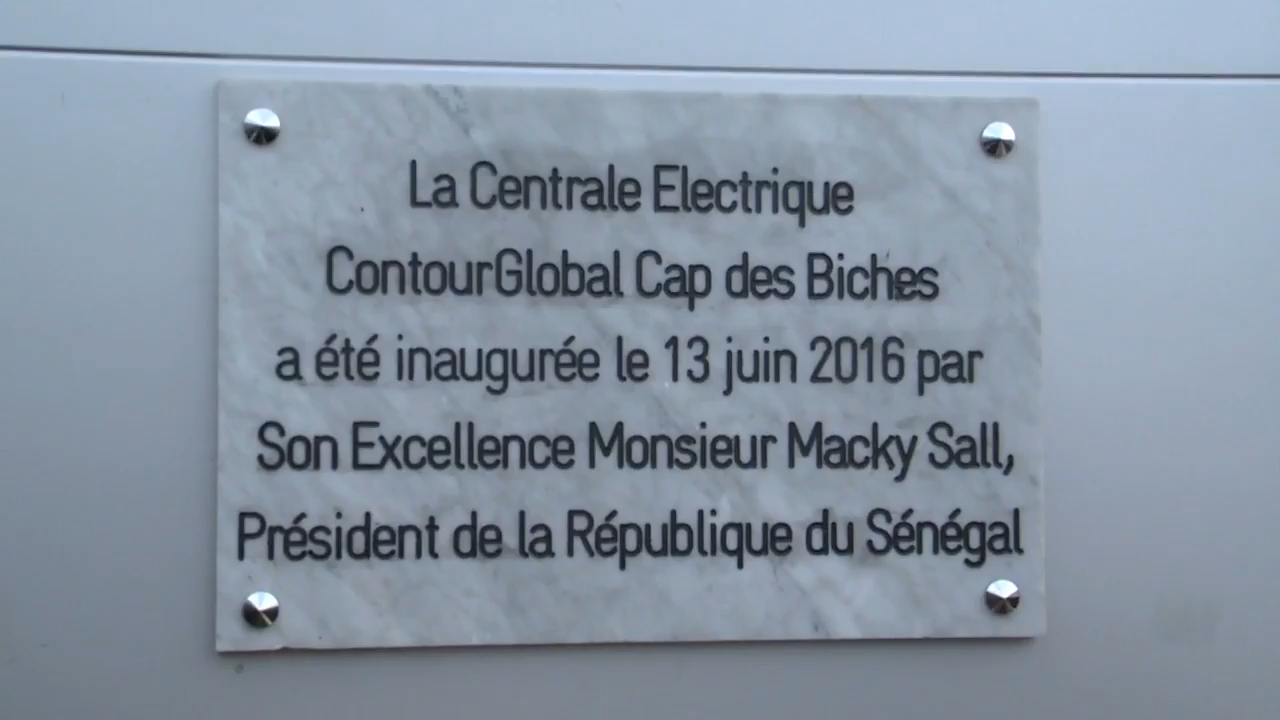 La Centrale Electrique
ContourGlobal Cap des Biches
a été inaugurée le 13 juin 2016 par
Son Excellence Monsieur Macky Sall,
Président de la République du Sénégal